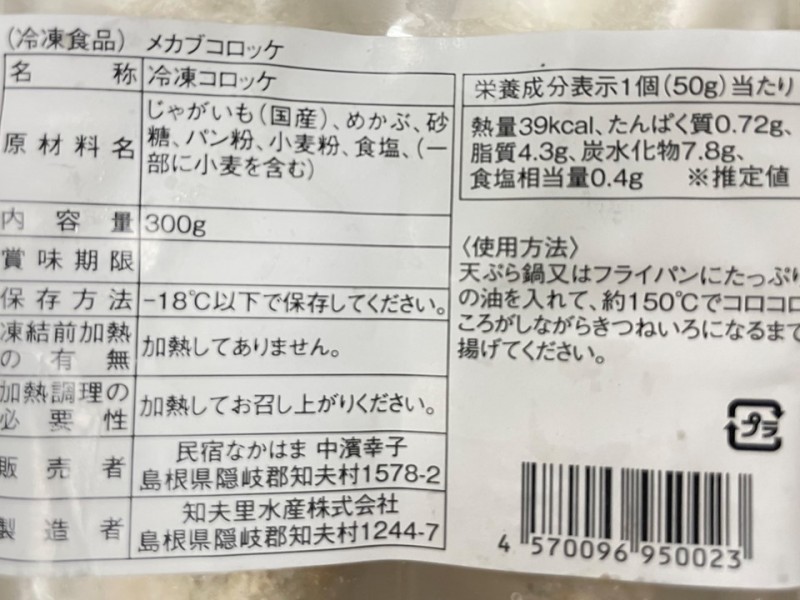 (冷凍食品) メカブコロッケ
名称 冷凍コロッケ
原材料名 じゃがいも(国産)、めかぶ、砂
糖、パン粉、小麦粉、食塩、(一
部に小麦を含む)
内容量 300g
賞味期限
保存方法 -18℃以下で保存してください。
凍結前加熱
の有無 加熱してありません。
加熱調理の
必要性 加熱してお召し上がりください。
販売者 民宿なかはま 中濱幸子
島根県隠岐郡知夫村1578-2
製造者 知夫里水産株式会社
島根県隠岐郡知夫村1244-7
栄養成分表示1個(50g)当たり
熱量39kcal、たんぱく質0.72g、
脂質4.3g、炭水化物7.8g、
食塩相当量0.4g ※推定値
〈使用方法〉
天ぷら鍋又はフライパンにたっぷり
の油を入れて、約150℃でコロコロ
ころがしながらきつねいろになるまで
揚げてください。
プラ
4 570096 950023